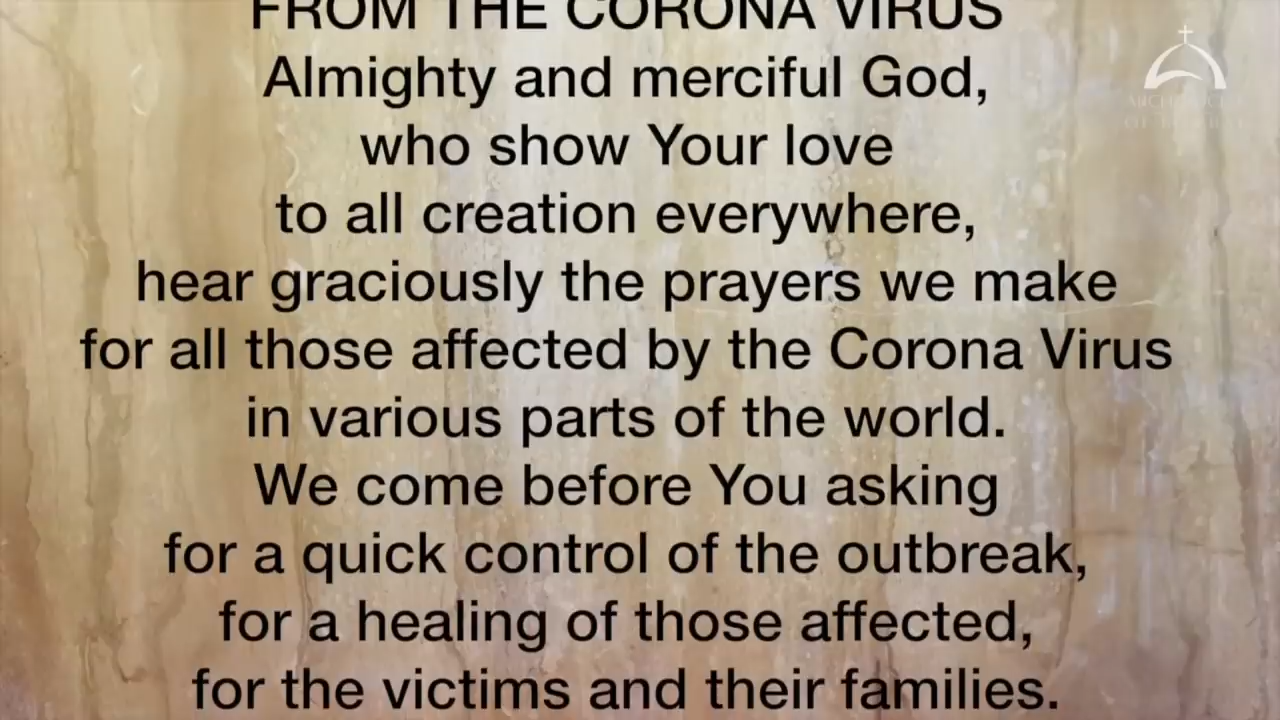 FROM THE CORONA VIRUS
Almighty and merciful God,
who show Your love
to all creation everywhere,
hear graciously the prayers we make
for all those affected by the Corona Virus
in various parts of the world.
We come before You asking
for a quick control of the outbreak,
for a healing of those affected,
for the victims and their families.